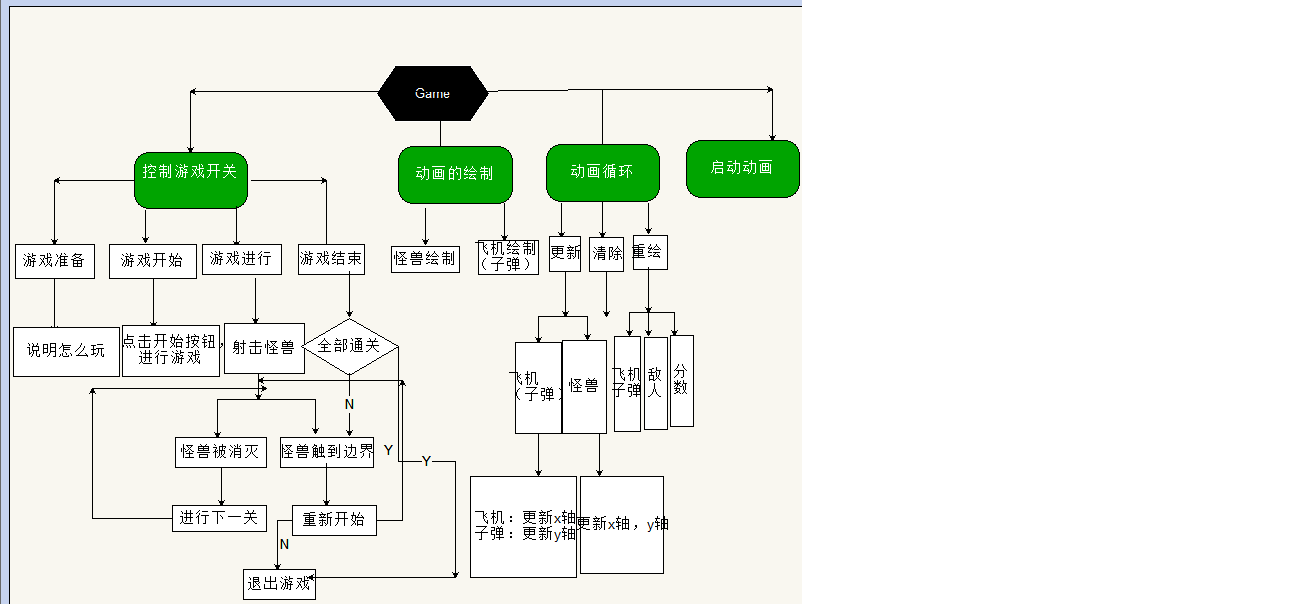 Game
控制游戏开关
动画的绘制
动画循环
启动动画
游戏准备
游戏开始
游戏进行
游戏结束
怪兽绘制
飞机绘制
（子弹）
更新
清除
重绘
说明怎么玩
点击开始按钮，
进行游戏
射击怪兽
全部通关
飞机
（子弹）
怪兽
飞机
子弹
敌
人
分
数
N
怪兽被消灭
怪兽触到边界
Y
Y
进行下一关
重新开始
飞机：更新x轴
子弹：更新y轴
更新x轴，y轴
N
退出游戏